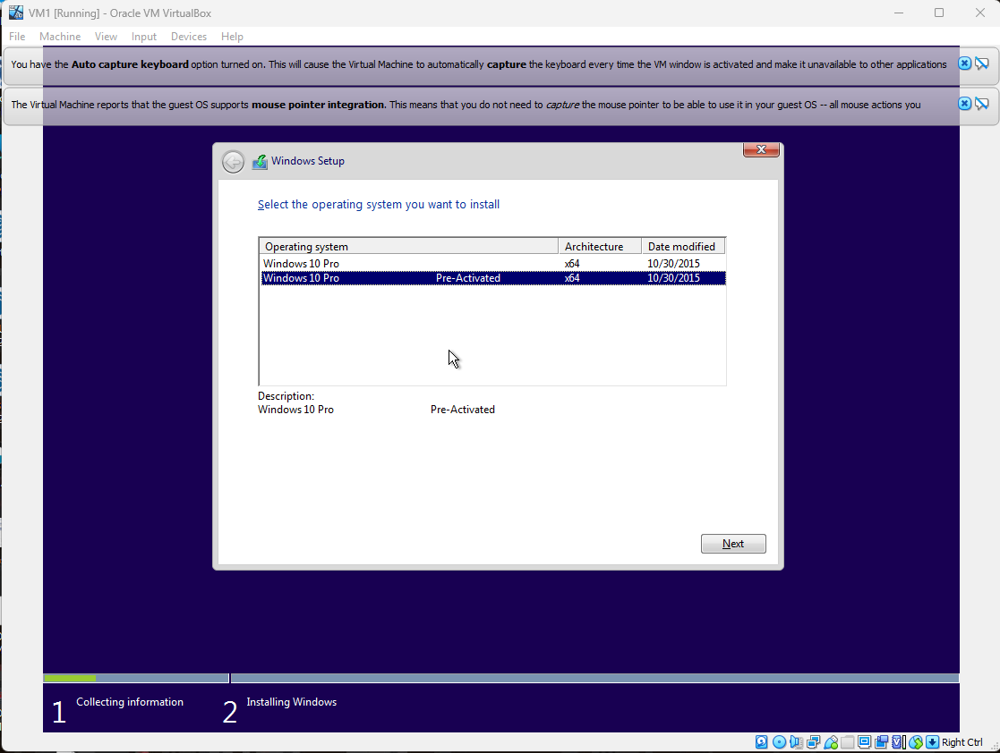 VM1 [Running] - Oracle VM VirtualBox
File Machine View Input Devices Help
You have the Auto capture keyboard option turned on. This will cause the Virtual Machine to automatically capture the keyboard every time the VM window is activated and make it unavailable to other applications
The Virtual Machine reports that the guest OS supports mouse pointer integration. This means that you do not need to capture the mouse pointer to be able to use it in your guest OS -- all mouse actions you
Windows Setup
Select the operating system you want to install
Operating system Architecture Date modified
Windows 10 Pro x64 10/30/2015
Windows 10 Pro Pre-Activated x64 10/30/2015
Description:
Windows 10 Pro Pre-Activated
Next
1 Collecting information 2 Installing Windows
Right Ctrl